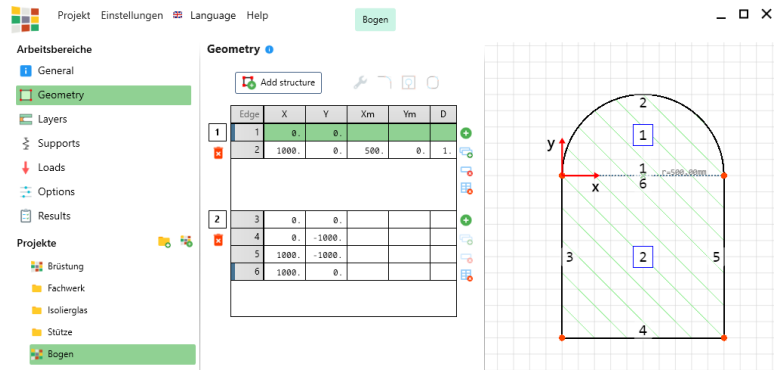 Projekt Einstellungen Language Help
Bogen
Arbeitsbereiche
General
Geometry
Layers
Supports
Loads
Options
Results
Projekte
Brüstung
Fachwerk
Isolierglas
Stütze
Bogen
Geometry
Add structure
Edge X Y Xm Ym D
1
1 0. 0.
2 1000. 0. 500. 0. 1.
2
3 0. 0.
4 0. -1000.
5 1000. -1000.
6 1000. 0.
2
1
y
1 r=500.00mm
x 6
3 2 5
4